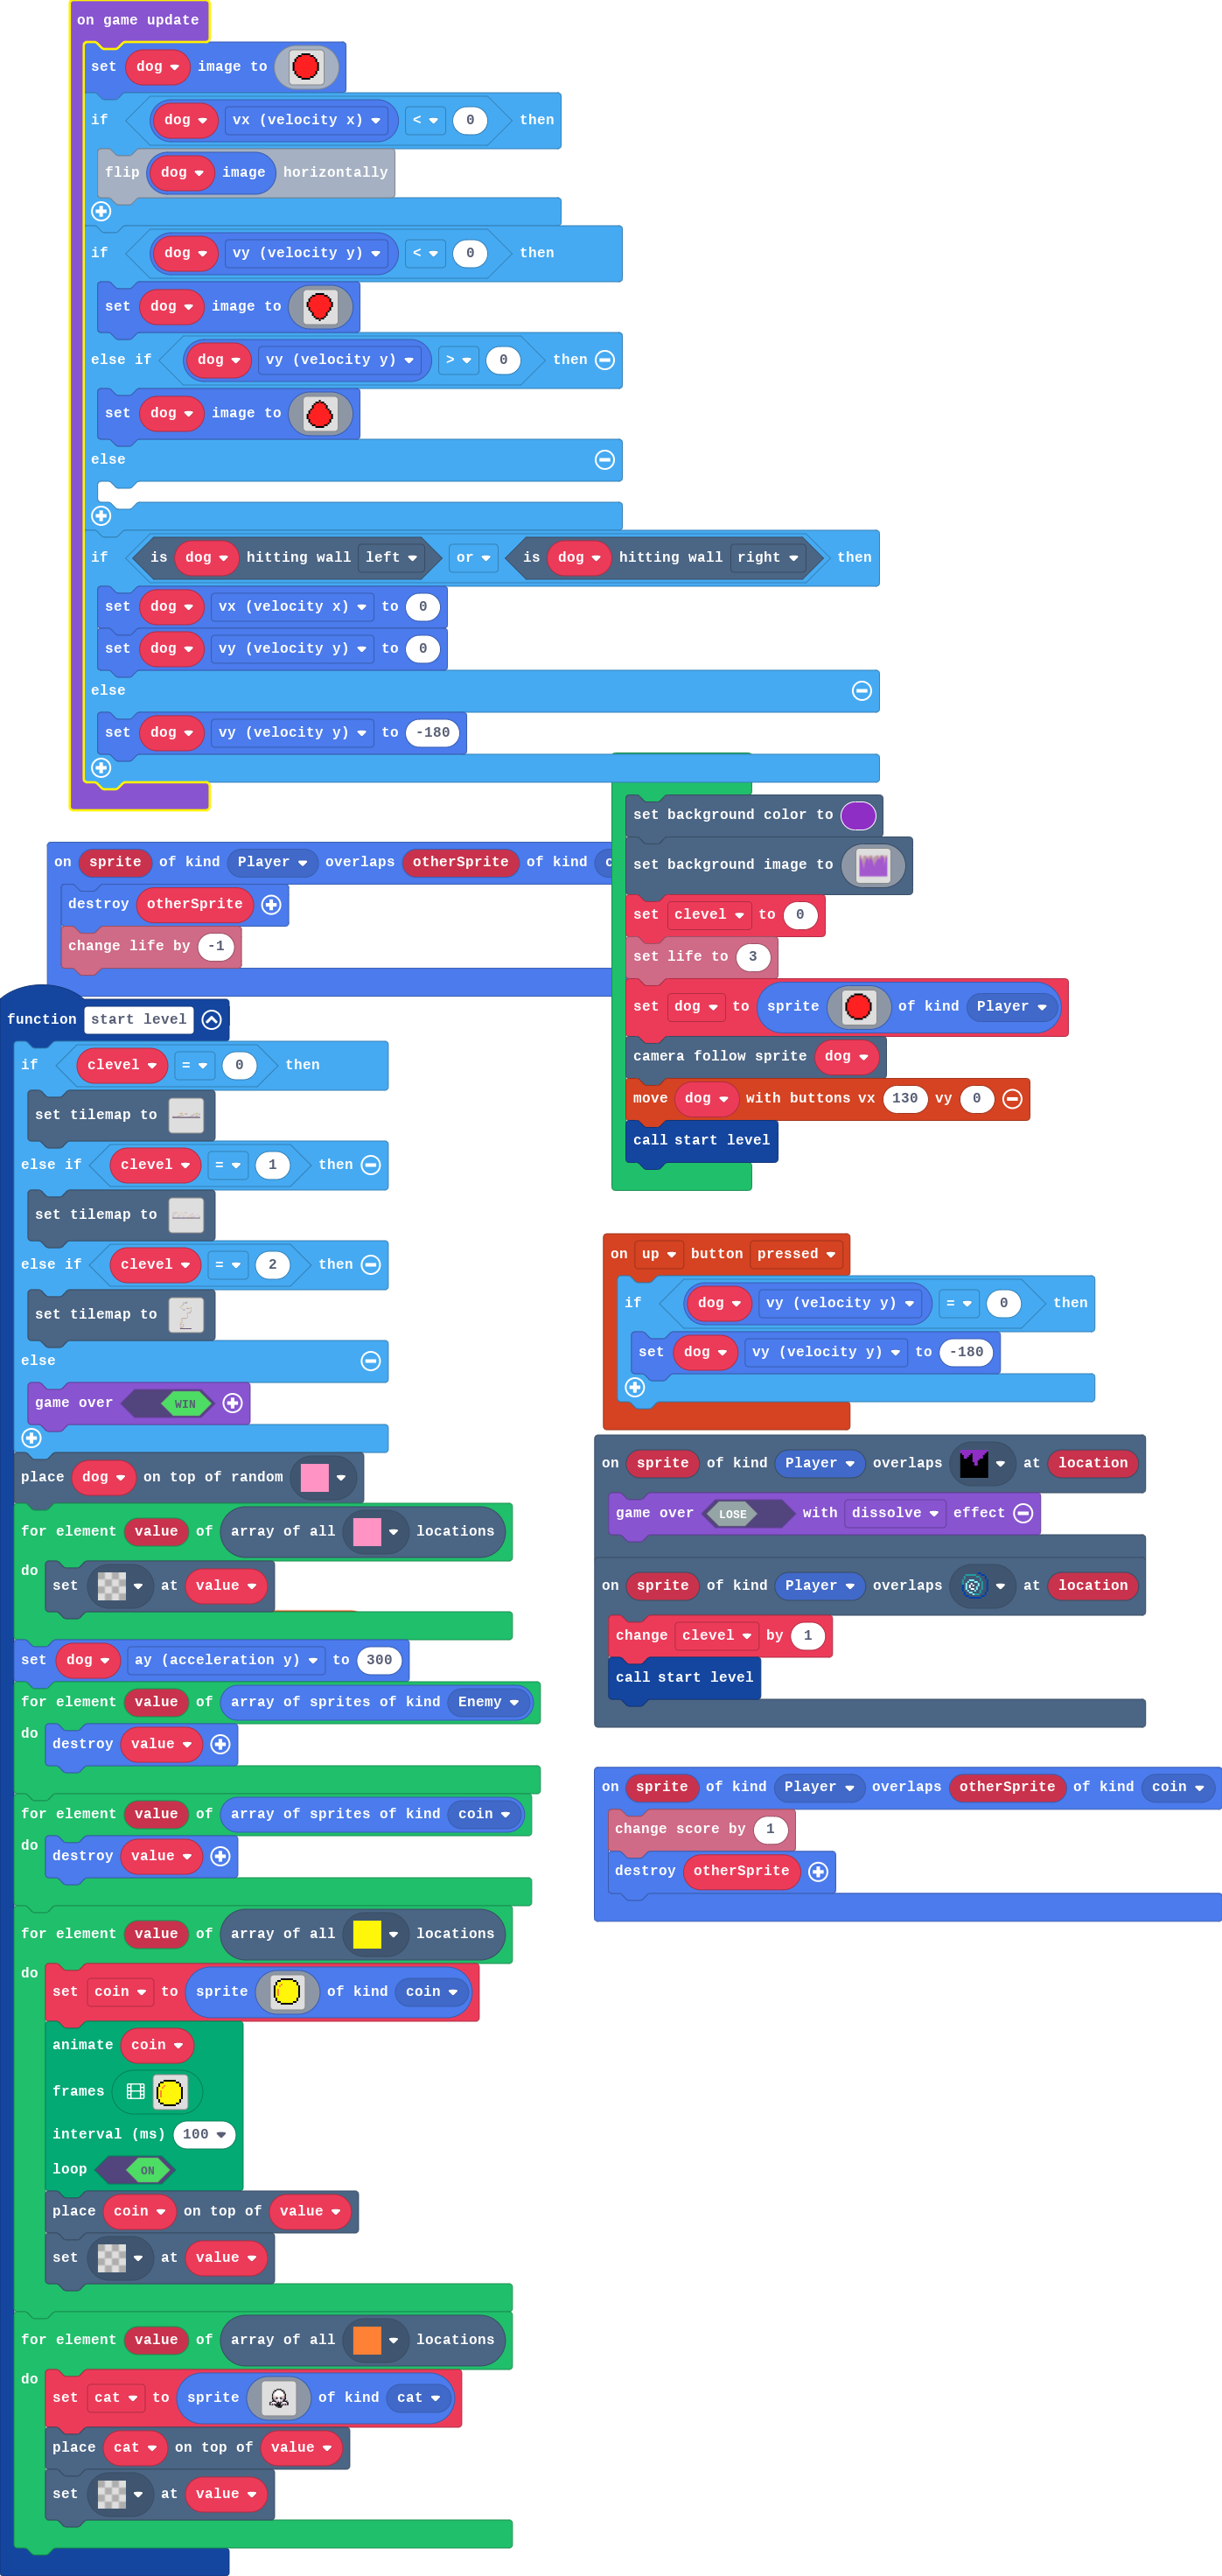 on game update
set dog image to
if dog vx (velocity x) < 0 then
flip dog image horizontally
if dog vy (velocity y) < 0 then
set dog image to
else if dog vy (velocity y) > 0 then
set dog image to
else
if is dog hitting wall left or is dog hitting wall right then
set dog vx (velocity x) to 0
set dog vy (velocity y) to 0
else
set dog vy (velocity y) to -180
on sprite of kind Player overlaps otherSprite of kind
destroy otherSprite
change life by -1
set background color to
set background image to
set clevel to 0
set life to 3
set dog to sprite of kind Player
camera follow sprite dog
move dog with buttons vx 130 vy 0
call start level
function start level
if clevel = 0 then
set tilemap to
else if clevel = 1 then
set tilemap to
else if clevel = 2 then
set tilemap to
else
game over WIN
place dog on top of random
for element value of array of all locations
do
set at value
set dog ay (acceleration y) to 300
for element value of array of sprites of kind Enemy
do
destroy value
for element value of array of sprites of kind coin
do
destroy value
for element value of array of all locations
do
set coin to sprite of kind coin
animate coin
frames
interval (ms) 100
loop ON
place coin on top of value
set at value
for element value of array of all locations
do
set cat to sprite of kind cat
place cat on top of value
set at value
on up button pressed
if dog vy (velocity y) = 0 then
set dog vy (velocity y) to -180
on sprite of kind Player overlaps at location
game over LOSE with dissolve effect
on sprite of kind Player overlaps at location
change clevel by 1
call start level
on sprite of kind Player overlaps otherSprite of kind coin
change score by 1
destroy otherSprite